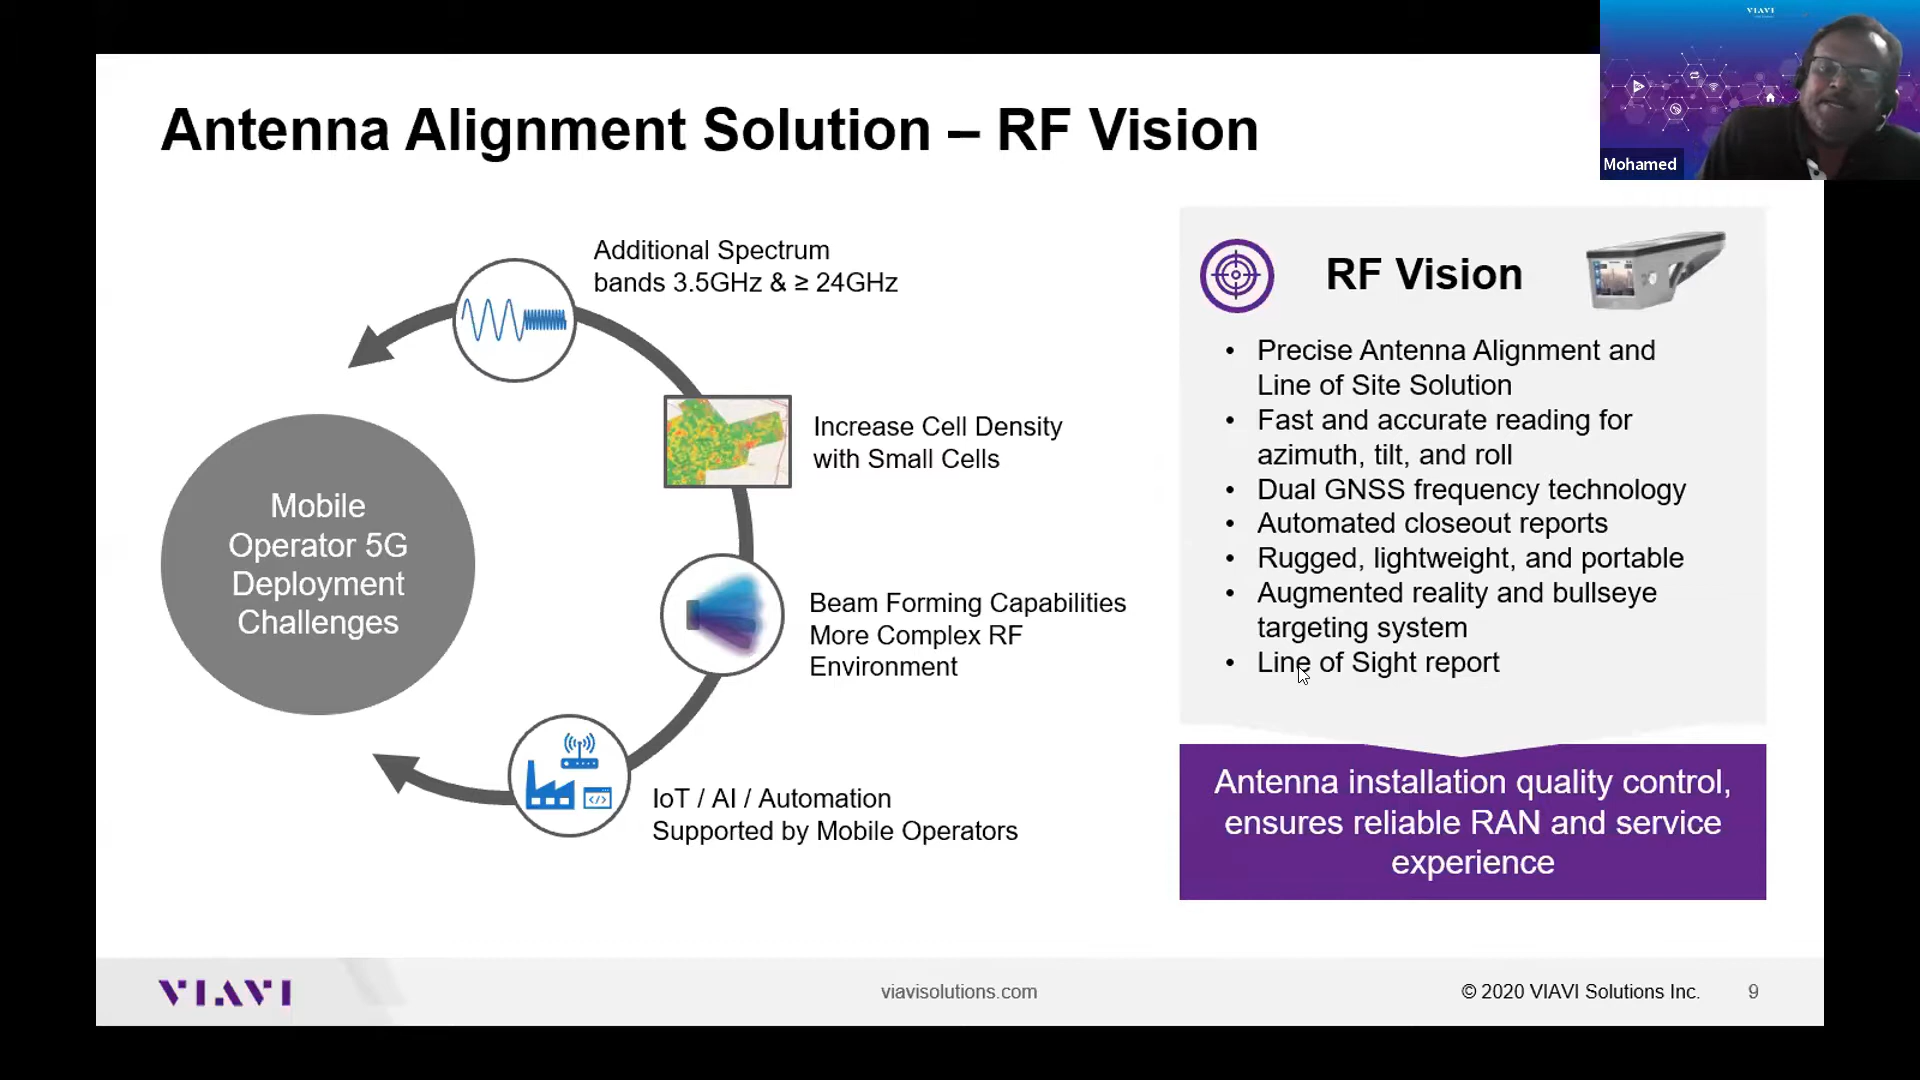 VIAVI
Mohamed
Antenna Alignment Solution – RF Vision
Additional Spectrum
bands 3.5GHz & ≥ 24GHz
Increase Cell Density
with Small Cells
Mobile
Operator 5G
Deployment
Challenges
Beam Forming Capabilities
More Complex RF
Environment
IoT / AI / Automation
Supported by Mobile Operators
RF Vision
• Precise Antenna Alignment and
Line of Site Solution
• Fast and accurate reading for
azimuth, tilt, and roll
• Dual GNSS frequency technology
• Automated closeout reports
• Rugged, lightweight, and portable
• Augmented reality and bullseye
targeting system
• Line of Sight report
Antenna installation quality control,
ensures reliable RAN and service
experience
VIAVI
viavisolutions.com
© 2020 VIAVI Solutions Inc.
9